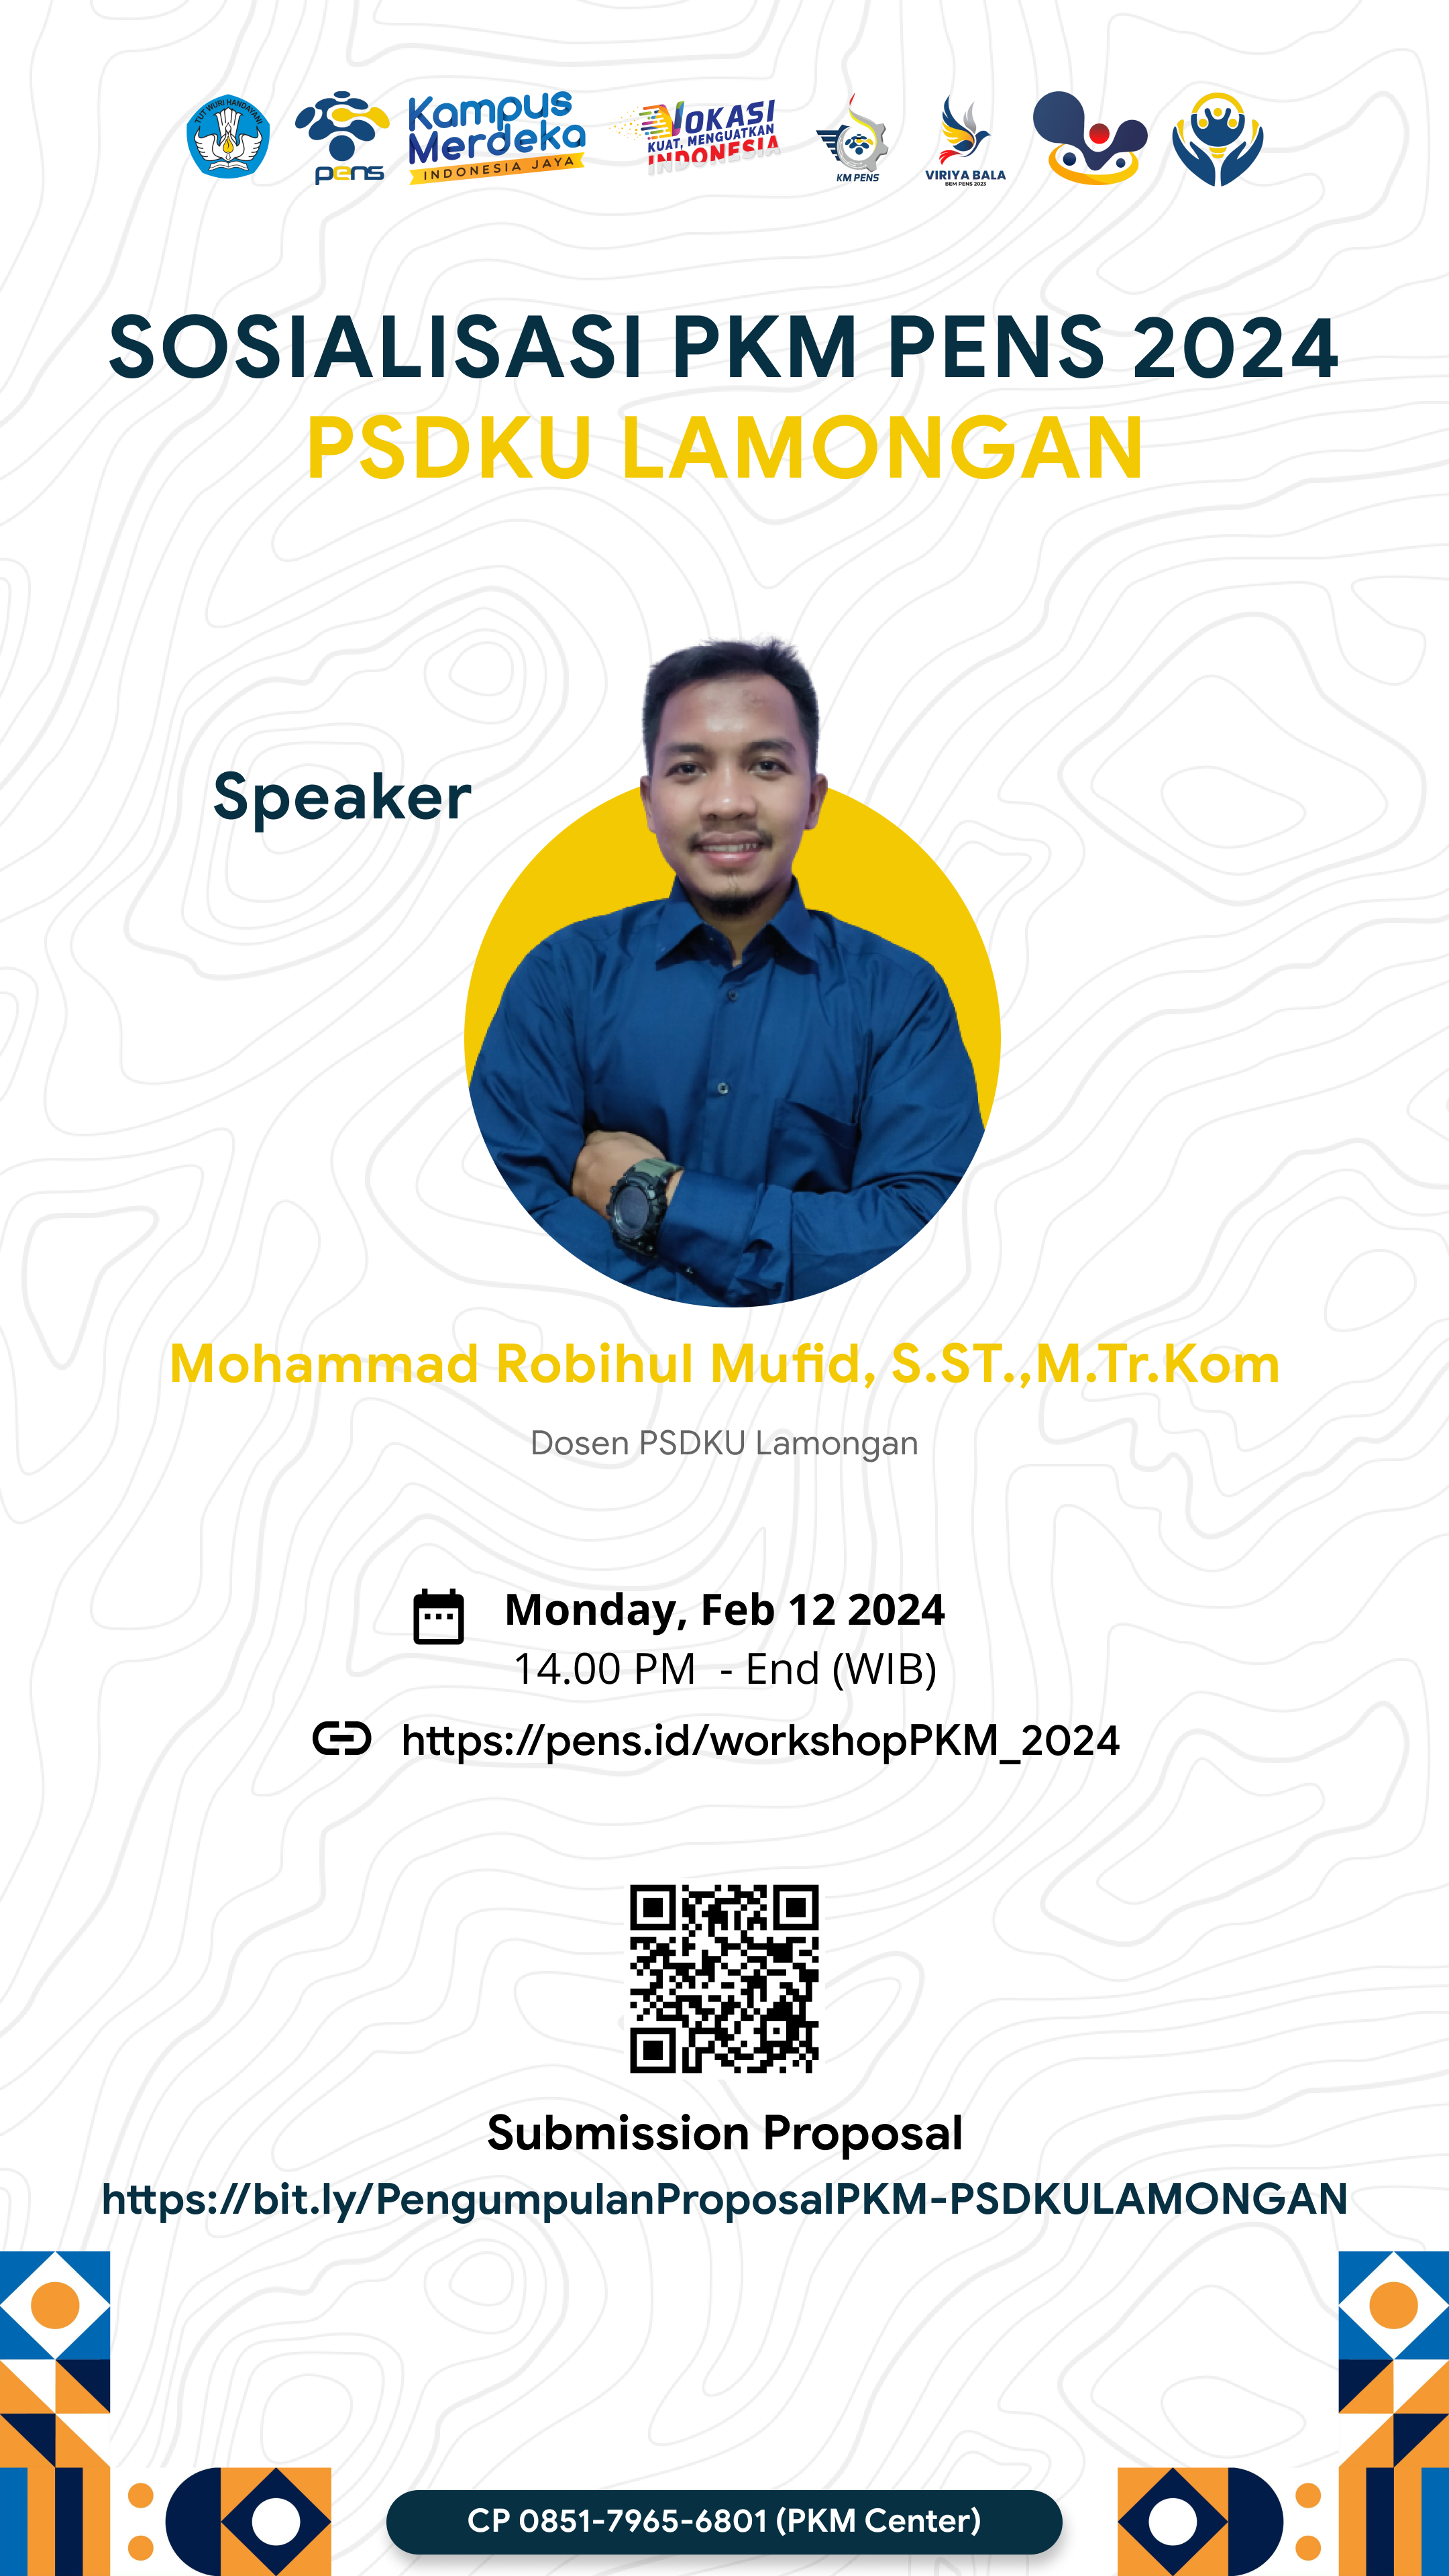 TUT WURI HANDAYANI
pens
Kampus
Merdeka
INDONESIA JAYA
VOKASI
KUAT, MENGUATKAN
INDONESIA
KM PENS
VIRIYA BALA
BEM PENS 2023
SOSIALISASI PKM PENS 2024
PSDKU LAMONGAN
Speaker
Mohammad Robihul Mufid, S.ST.,M.Tr.Kom
Dosen PSDKU Lamongan
Monday, Feb 12 2024
14.00 PM - End (WIB)
https://pens.id/workshopPKM_2024
Submission Proposal
https://bit.ly/PengumpulanProposalPKM-PSDKULAMONGAN
CP 0851-7965-6801 (PKM Center)